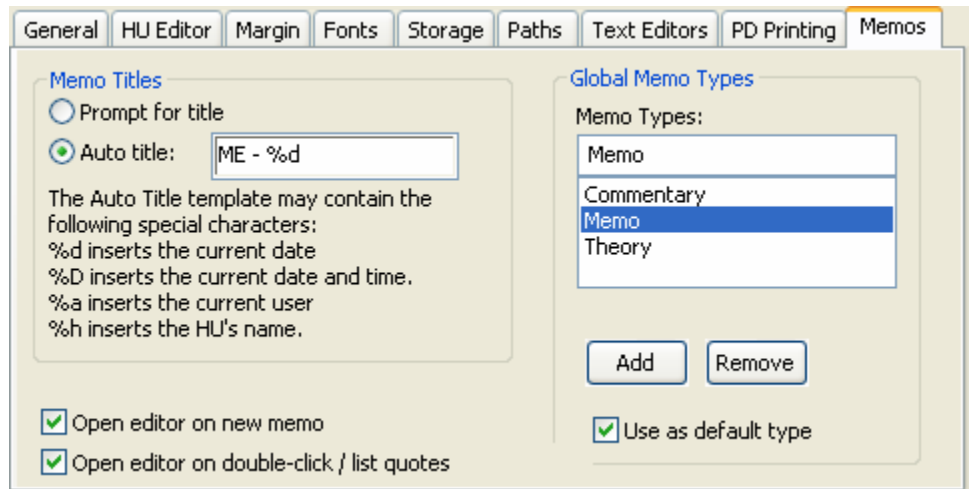 General HU Editor Margin Fonts Storage Paths Text Editors PD Printing Memos
Memo Titles
Prompt for title
Auto title: ME - %d
The Auto Title template may contain the
following special characters:
%d inserts the current date
%D inserts the current date and time.
%a inserts the current user
%h inserts the HU's name.
Open editor on new memo
Open editor on double-click / list quotes
Global Memo Types
Memo Types:
Memo
Commentary
Memo
Theory
Add Remove
Use as default type